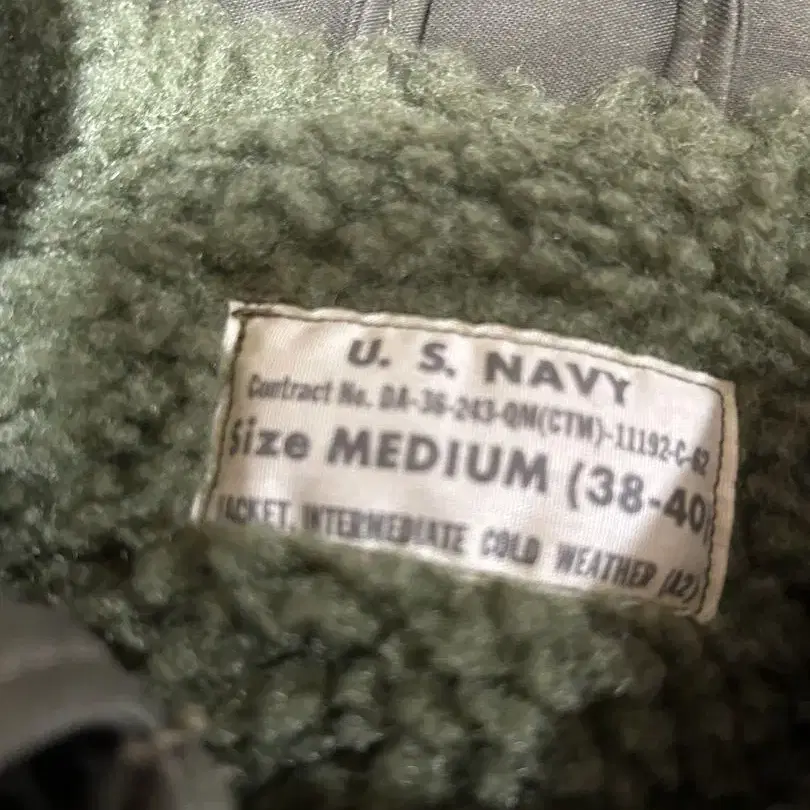 U. S. NAVY
Contract No. DA-36-243-QM(CTM)-11192-C-62
Size MEDIUM (38-40)
JACKET, INTERMEDIATE COLD WEATHER (A2)